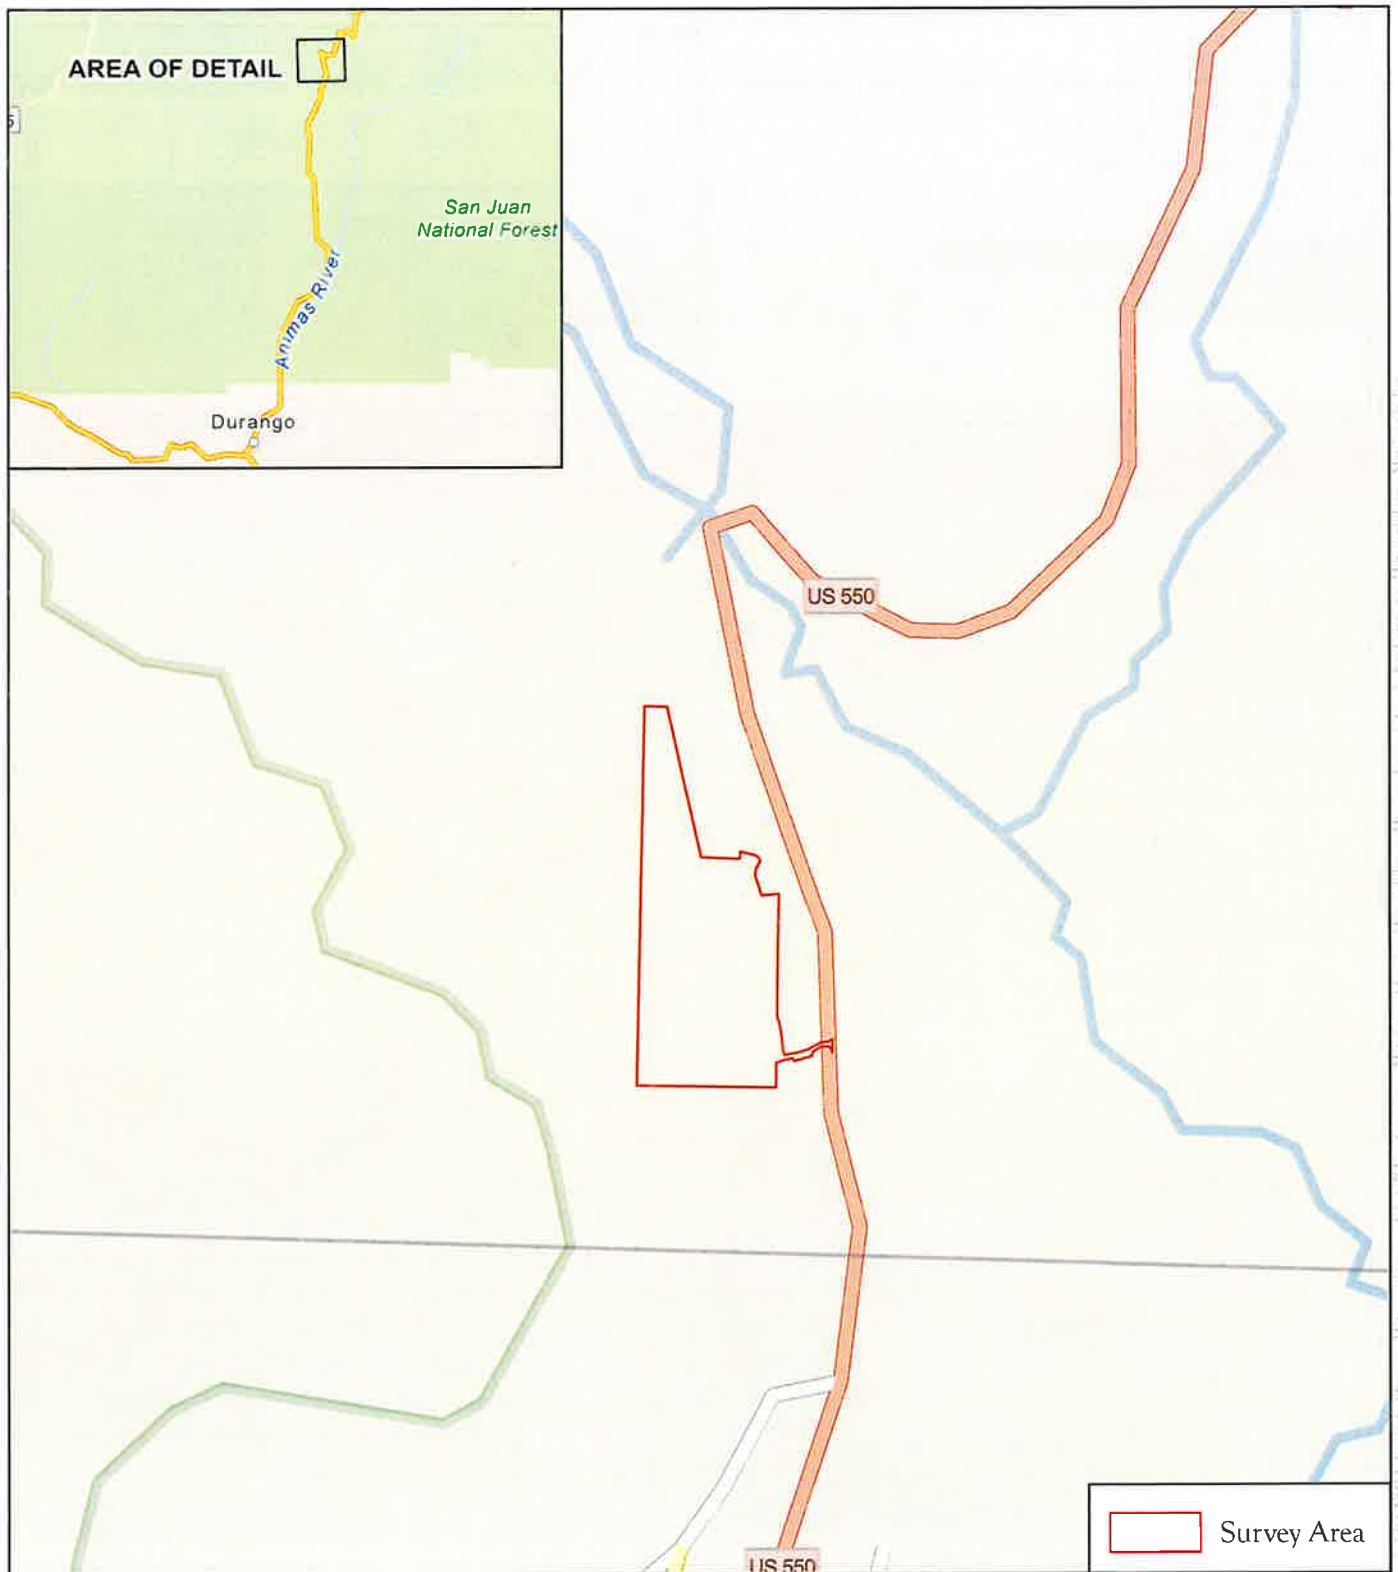 AREA OF DETAIL
San Juan
National Forest
Animas River
Durango
US 550
US 550
Survey Area